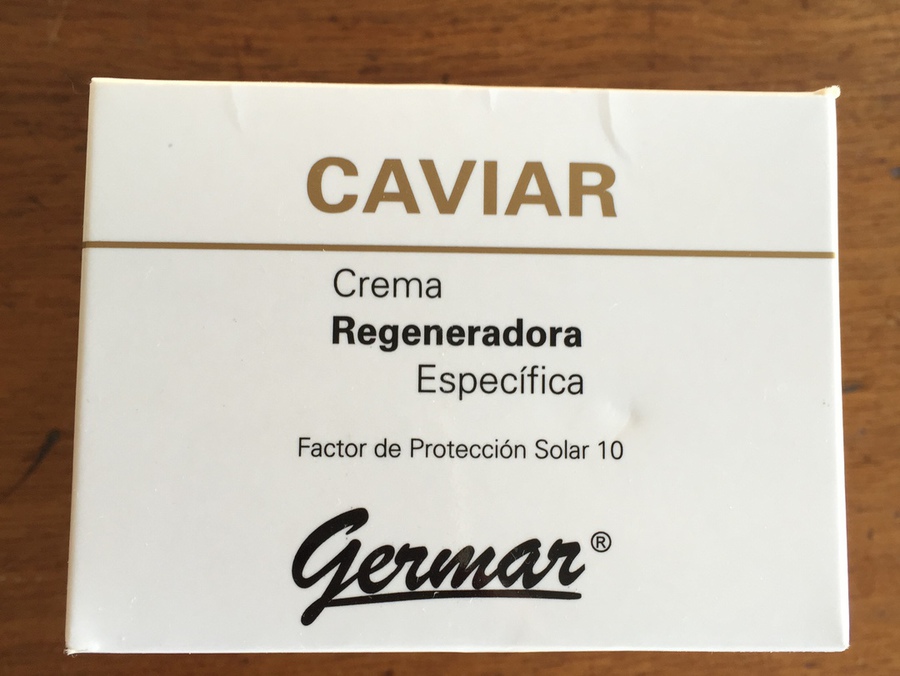 CAVIAR
Crema
Regeneradora
Específica
Factor de Protección Solar 10
germar®